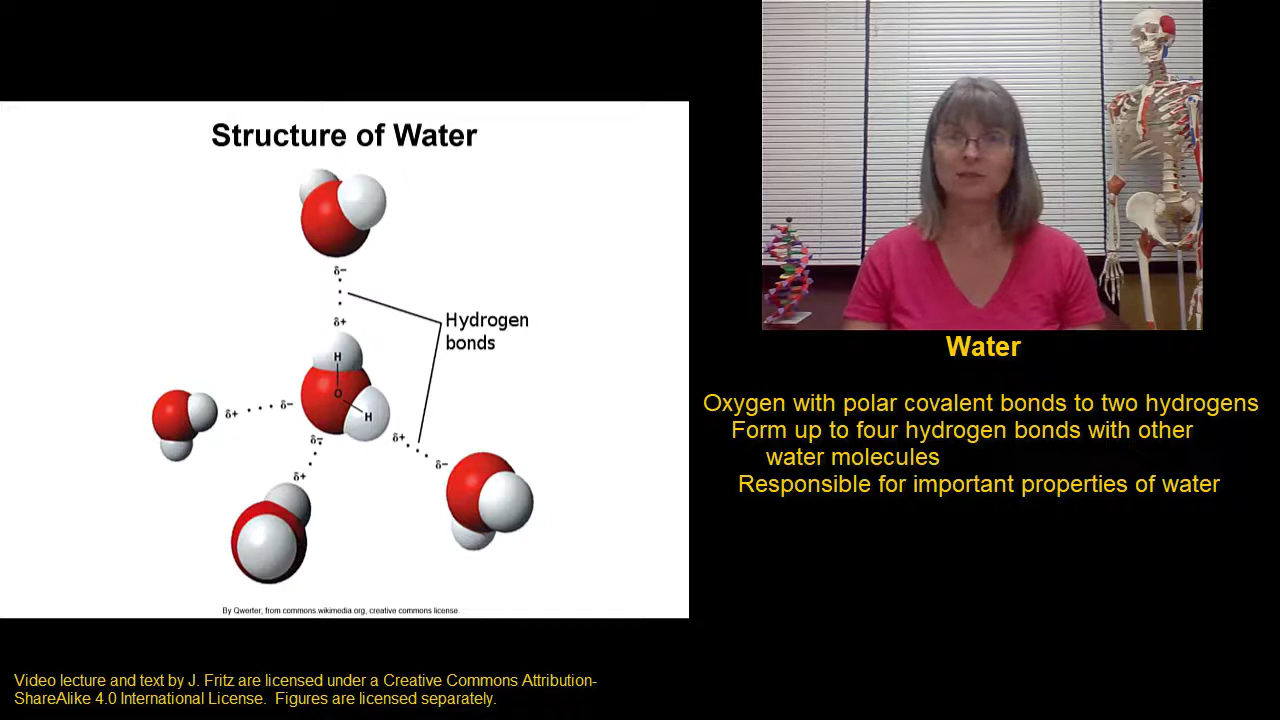 Structure of Water
δ−
δ+
Hydrogen
bonds
H
O
H
δ+
δ−
δ+
δ−
δ−
δ+
By Qwerter, from commons wikimedia org, creative commons license.
Water
Oxygen with polar covalent bonds to two hydrogens
Form up to four hydrogen bonds with other
water molecules
Responsible for important properties of water
Video lecture and text by J. Fritz are licensed under a Creative Commons Attribution-
ShareAlike 4.0 International License.  Figures are licensed separately.